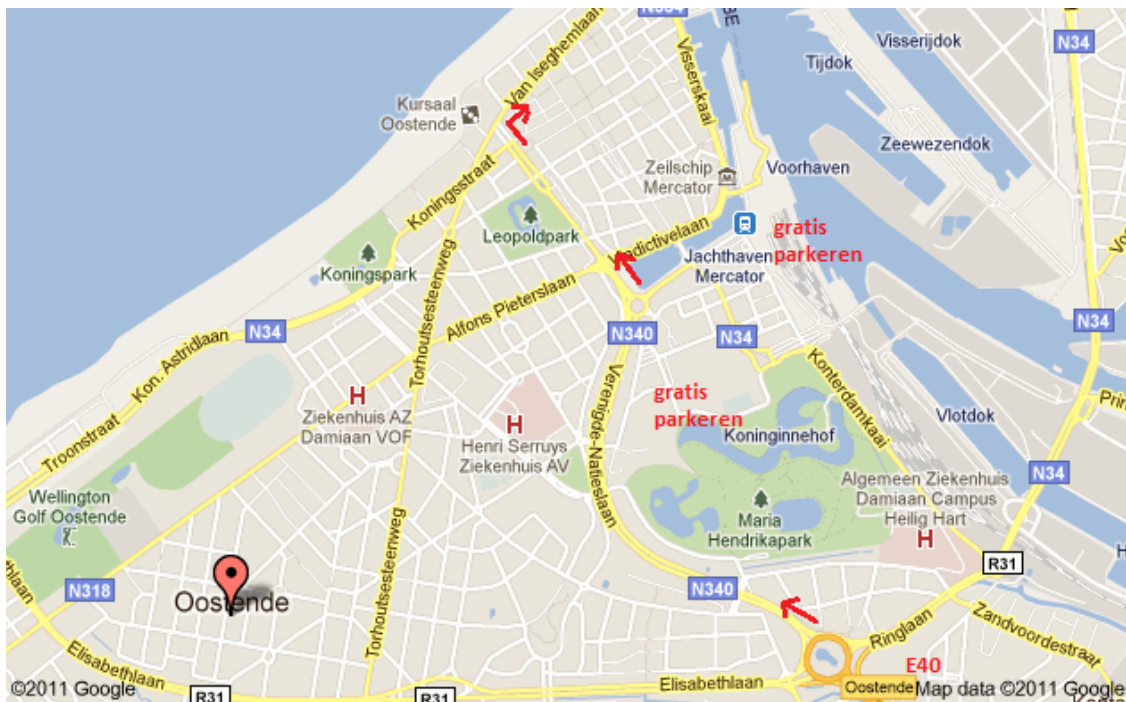 Van Iseghemlaan
Visserskaai
Tijdok
Visserijdok
N34
Kursaal
Oostende
Zeewezendok
Koningsstraat
Zeilschip
Mercator
Voorhaven
Leopoldpark
Vindictivelaan
gratis
parkeren
Koningspark
Jachthaven
Mercator
N34
Kon. Astridlaan
Alfons Pieterslaan
N340
N34
N34
Torhoutsesteenweg
Konterdamkaai
Troonstraat
H
Ziekenhuis AZ
Damiaan VOF
H
Henri Serruys
Ziekenhuis AV
Verenigde-Natieslaan
gratis
parkeren
Koninginnehof
Vlotdok
Prin
N34
Wellington
Golf Oostende
Algemeen Ziekenhuis
Damiaan Campus
Heilig Hart
H
Maria
Hendrikapark
R31
N318
Oostende
Torhoutsesteenweg
N340
Ringlaan
Zandvoordestraat
Elisabethlaan
R31
R31
Elisabethlaan
E40
Oostende
©2011 Google
Map data ©2011 Google